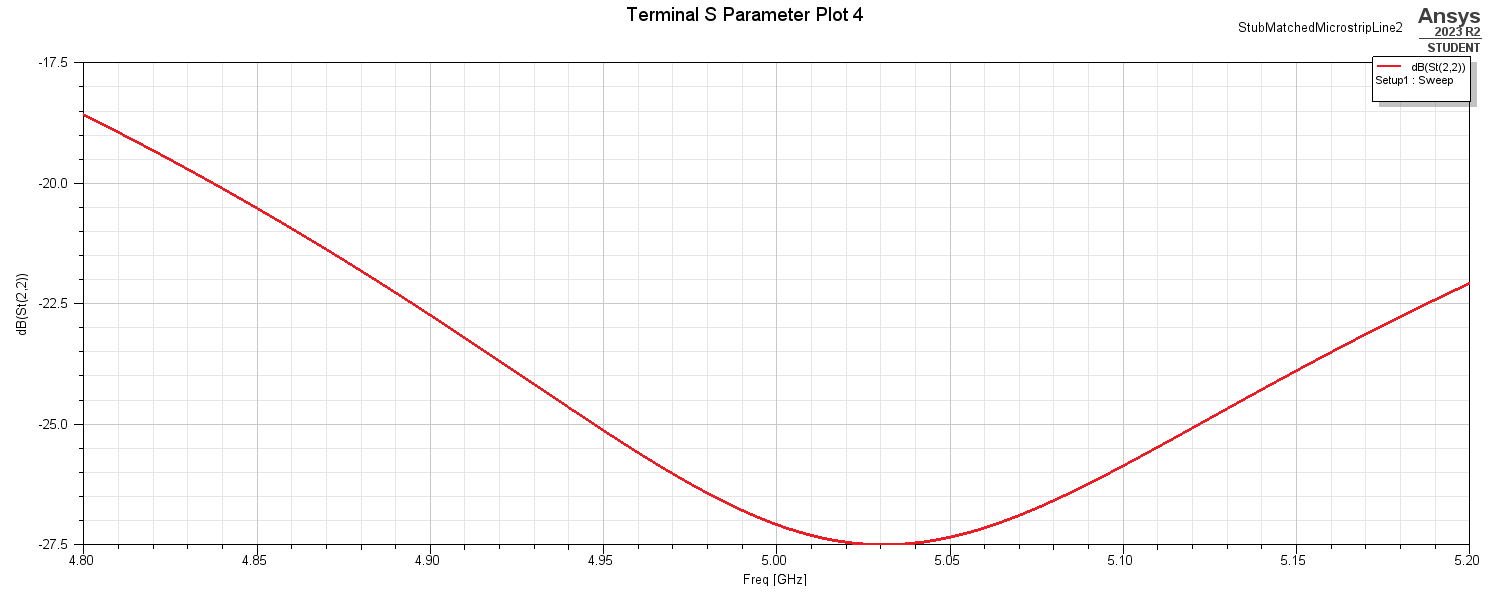 Terminal S Parameter Plot 4
StubMatchedMicrostripLine2
Ansys
2023 R2
STUDENT
dB(St(2,2))
Setup1 : Sweep
-17.5
-20.0
-22.5
-25.0
-27.5
dB(St(2,2))
4.80 4.85 4.90 4.95 5.00 5.05 5.10 5.15 5.20
Freq [GHz]